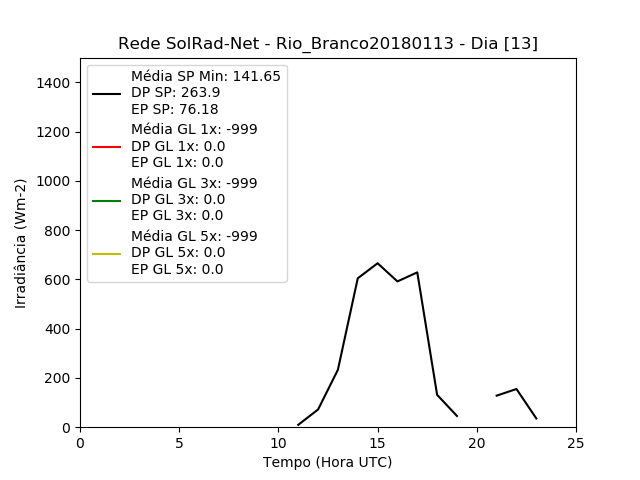 Rede SolRad-Net - Rio_Branco20180113 - Dia [13]
Média SP Min: 141.65
DP SP: 263.9
EP SP: 76.18
Média GL 1x: -999
DP GL 1x: 0.0
EP GL 1x: 0.0
Média GL 3x: -999
DP GL 3x: 0.0
EP GL 3x: 0.0
Média GL 5x: -999
DP GL 5x: 0.0
EP GL 5x: 0.0
Irradiância (Wm-2)
1400
1200
1000
800
600
400
200
0
0 5 10 15 20 25
Tempo (Hora UTC)